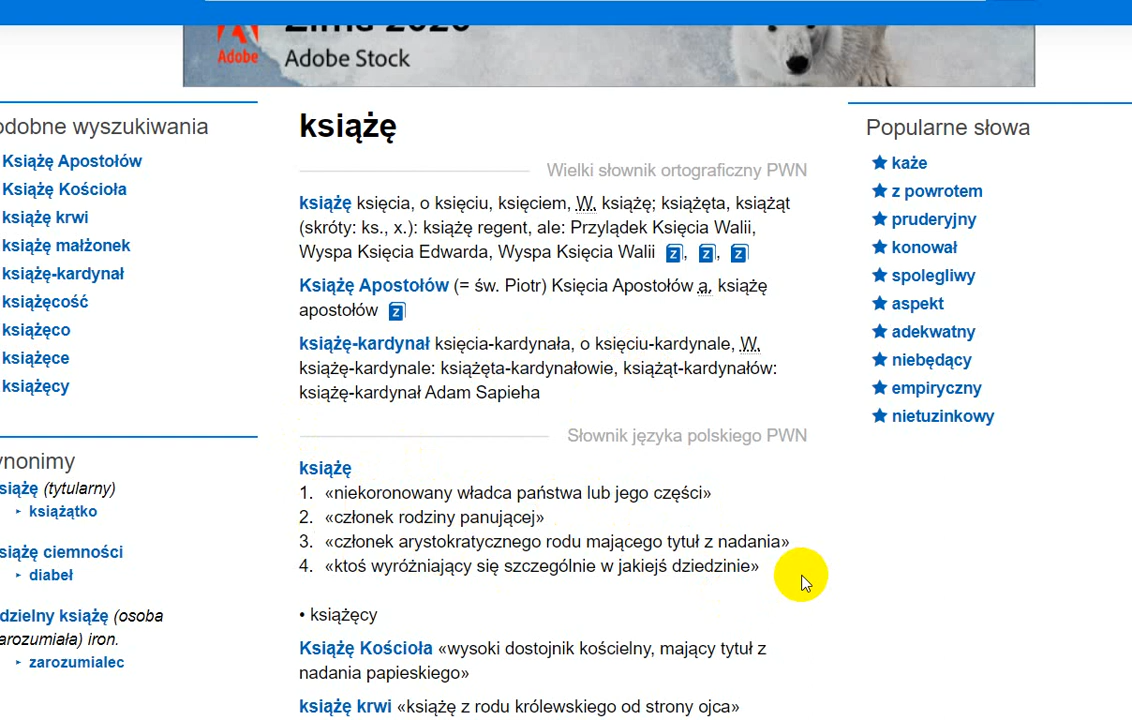 Adobe
Adobe Stock
wyszukiwania
Książę Apostołów
Książę Kościoła
książę krwi
książę małżonek
książę-kardynał
książęcość
książęco
książęce
książęcy
(tytularny)
książątko
ciemności
diabeł
książę (osoba
iron.
zarozumialec
książę
Wielki słownik ortograficzny PWN
książę księcia, o księciu, księciem, W. książę; książęta, książąt
(skróty: ks., x.): książę regent, ale: Przylądek Księcia Walii,
Wyspa Księcia Edwarda, Wyspa Księcia Walii z, z, z
Książę Apostołów (= św. Piotr) Księcia Apostołów a. książę
apostołów z
książę-kardynał księcia-kardynała, o księciu-kardynale, W.
książę-kardynale: książęta-kardynałowie, książąt-kardynałów:
książę-kardynał Adam Sapieha
Słownik języka polskiego PWN
książę
1. «niekoronowany władca państwa lub jego części»
2. «członek rodziny panującej»
3. «członek arystokratycznego rodu mającego tytuł z nadania»
4. «ktoś wyróżniający się szczególnie w jakiejś dziedzinie»
• książęcy
Książę Kościoła «wysoki dostojnik kościelny, mający tytuł z
nadania papieskiego»
książę krwi «książę z rodu królewskiego od strony ojca»
Popularne słowa
każe
z powrotem
pruderyjny
konował
spolegliwy
aspekt
adekwatny
niebędący
empiryczny
nietuzinkowy